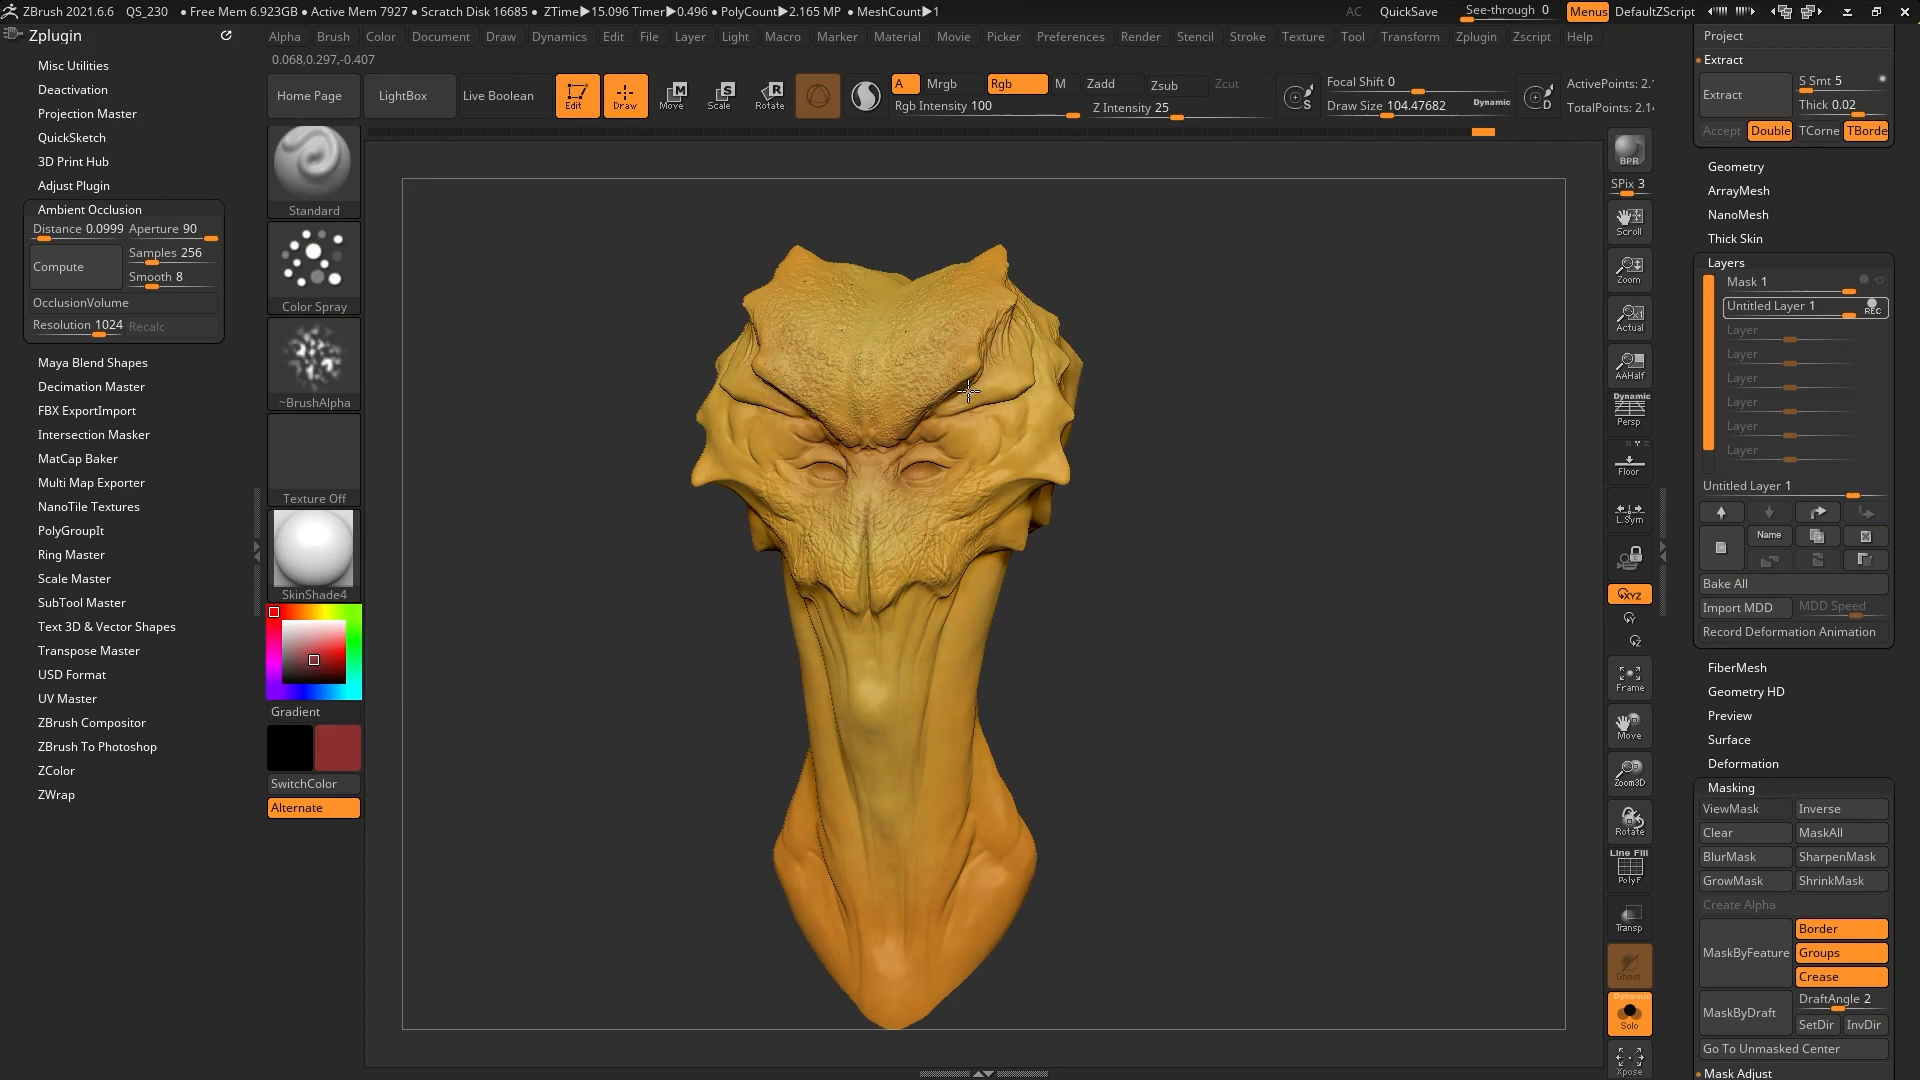 ZBrush 2021.6.6 QS_230 • Free Mem 6.923GB • Active Mem 7927 • Scratch Disk 16685 • ZTime▶15.096 Timer▶0.496 • PolyCount▶2.165 MP • MeshCount▶1
AC QuickSave See-through 0 Menus DefaultZScript
Zplugin
Alpha Brush Color Document Draw Dynamics Edit File Layer Light Macro Marker Material Movie Picker Preferences Render Stencil Stroke Texture Tool Transform Zplugin Zscript Help
0.068,0.297,-0.407
Home Page LightBox Live Boolean Edit Draw Move Scale Rotate
A Mrgb Rgb M Zadd Zsub Zcut
Rgb Intensity 100 Z Intensity 25
S Focal Shift 0
Draw Size 104.47682 Dynamic
D ActivePoints: 2.
TotalPoints: 2.1
Misc Utilities
Deactivation
Projection Master
QuickSketch
3D Print Hub
Adjust Plugin
Ambient Occlusion
Distance 0.0999 Aperture 90
Compute Samples 256
Smooth 8
OcclusionVolume
Resolution 1024 Recalc
Maya Blend Shapes
Decimation Master
FBX ExportImport
Intersection Masker
MatCap Baker
Multi Map Exporter
NanoTile Textures
PolyGroupIt
Ring Master
Scale Master
SubTool Master
Text 3D & Vector Shapes
Transpose Master
USD Format
UV Master
ZBrush Compositor
ZBrush To Photoshop
ZColor
ZWrap
Standard
Color Spray
~BrushAlpha
Texture Off
SkinShade4
Gradient
SwitchColor
Alternate
BPR
SPix 3
Scroll
Zoom
Actual
AAHalf
Dynamic
Persp
Floor
L.Sym
XYZ
Frame
Move
Zoom3D
Rotate
Line Fill
PolyF
Transp
Ghost
Dynamic
Solo
Xpose
Project
Extract
Extract S Smt 5
Thick 0.02
Accept Double TCorne TBorde
Geometry
ArrayMesh
NanoMesh
Thick Skin
Layers
Mask 1
Untitled Layer 1 REC
Layer
Layer
Layer
Layer
Layer
Layer
Untitled Layer 1
Name
Bake All
Import MDD MDD Speed
Record Deformation Animation
FiberMesh
Geometry HD
Preview
Surface
Deformation
Masking
ViewMask Inverse
Clear MaskAll
BlurMask SharpenMask
GrowMask ShrinkMask
Create Alpha
MaskByFeature Border
Groups
Crease
MaskByDraft DraftAngle 2
SetDir InvDir
Go To Unmasked Center
Mask Adjust